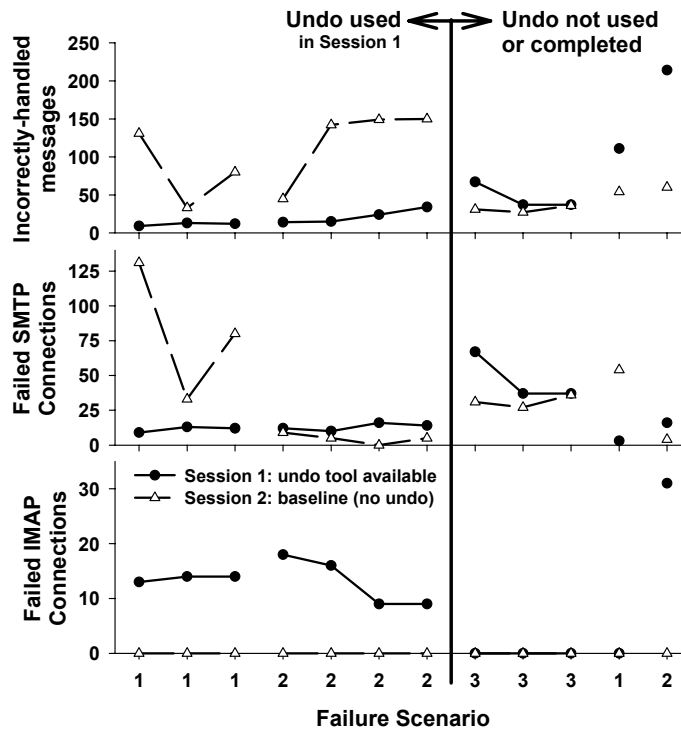 Undo used
in Session 1
Undo not used
or completed
Incorrectly-handled
messages
250
200
150
100
50
0
Failed SMTP
Connections
125
100
75
50
25
0
Session 1: undo tool available
Session 2: baseline (no undo)
Failed IMAP
Connections
30
20
10
0
1 1 1 2 2 2 2 3 3 3 1 2
Failure Scenario